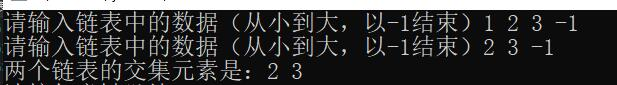 请输入链表中的数据（从小到大，以-1结束）1 2 3 -1
请输入链表中的数据（从小到大，以-1结束）2 3 -1
两个链表的交集元素是：2 3